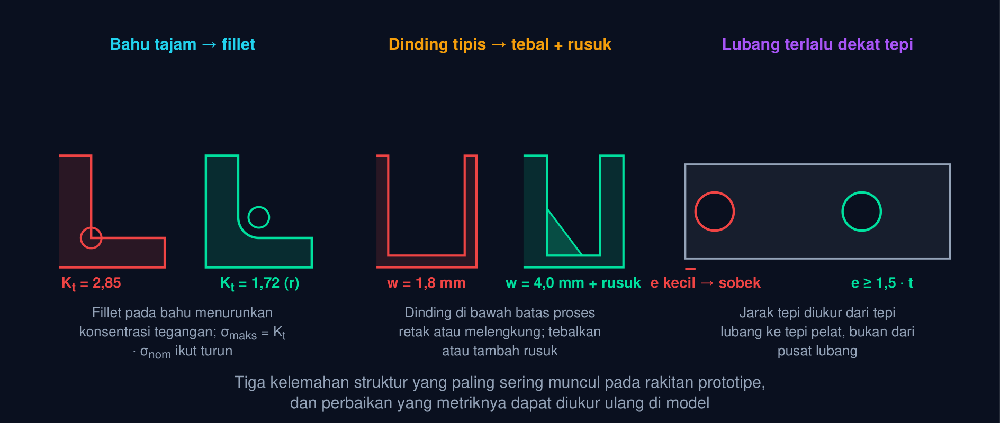 Bahu tajam → fillet
Dinding tipis → tebal + rusuk
Lubang terlalu dekat tepi
Kt = 2,85
Kt = 1,72 (r)
w = 1,8 mm
w = 4,0 mm + rusuk
e kecil → sobek
e ≥ 1,5 · t
Fillet pada bahu menurunkan
konsentrasi tegangan; σmaks = Kt
· σnom ikut turun
Dinding di bawah batas proses
retak atau melengkung; tebalkan
atau tambah rusuk
Jarak tepi diukur dari tepi
lubang ke tepi pelat, bukan dari
pusat lubang
Tiga kelemahan struktur yang paling sering muncul pada rakitan prototipe,
dan perbaikan yang metriknya dapat diukur ulang di model